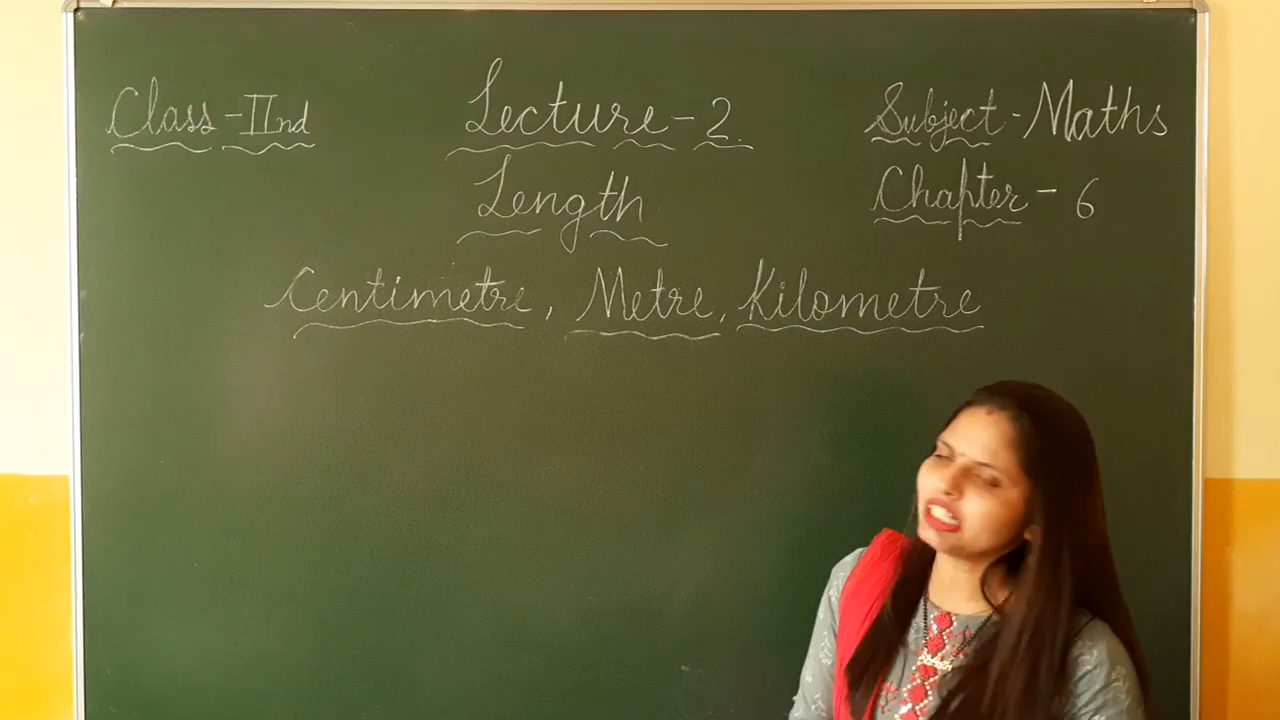 Class - IInd Lecture - 2. Subject - Maths
Length Chapter - 6
Centimetre, Metre, Kilometre